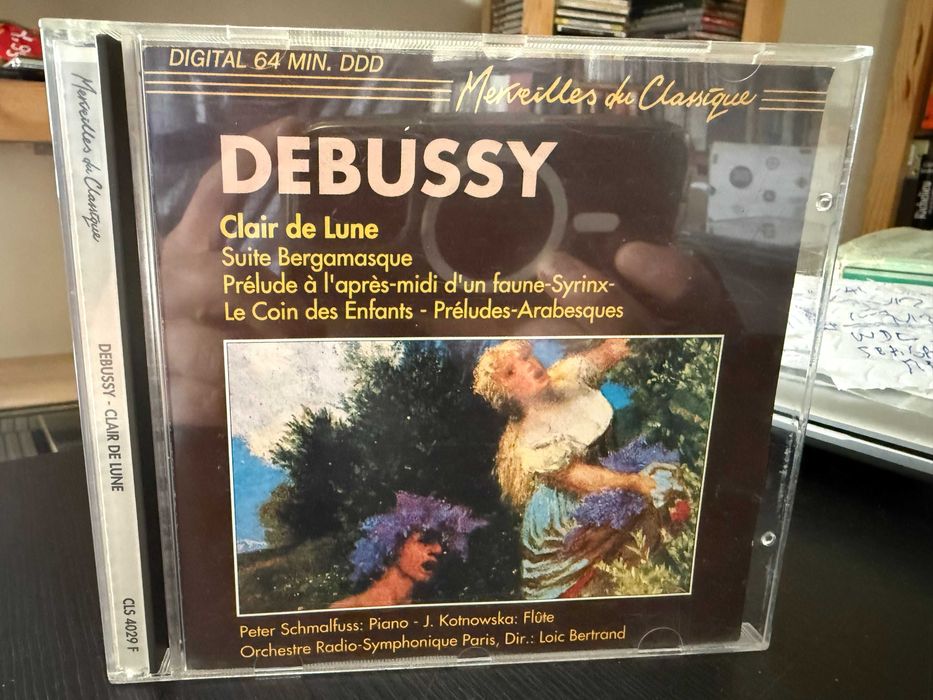 DIGITAL 64 MIN. DDD
Merveilles du Classique
DEBUSSY
Clair de Lune
Suite Bergamasque
Prélude à l'après-midi d'un faune-Syrinx-
Le Coin des Enfants - Préludes-Arabesques
Peter Schmalfuss: Piano - J. Kotnowska: Flûte
Orchestre Radio-Symphonique Paris, Dir.: Loic Bertrand
Merveilles du Classique
DEBUSSY - CLAIR DE LUNE
CLS 4029 F